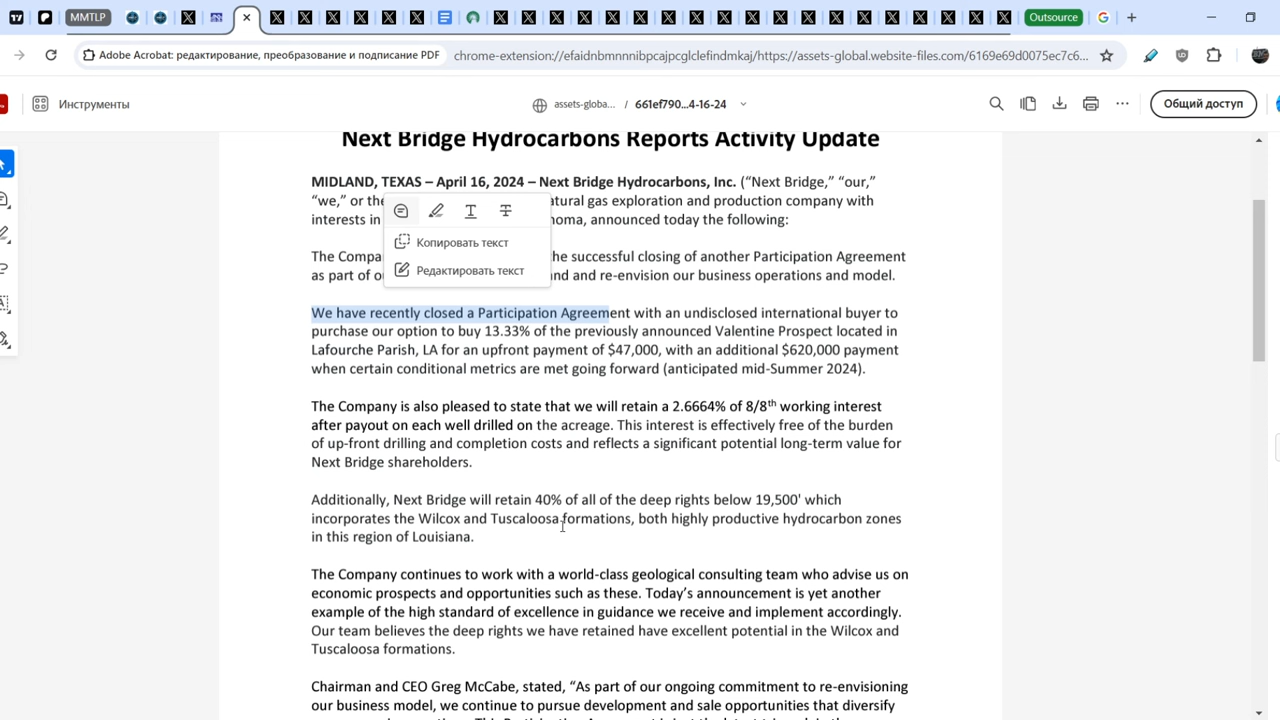 MMTLP
Outsource
Adobe Acrobat: редактирование, преобразование и подписание PDF
chrome-extension://efaidnbmnnnibpcajpcglclefindmkaj/https://assets-global.website-files.com/6169e69d0075ec7c6...
Инструменты
assets-globa... / 661ef790...4-16-24
Общий доступ
Next Bridge Hydrocarbons Reports Activity Update
MIDLAND, TEXAS – April 16, 2024 – Next Bridge Hydrocarbons, Inc. (“Next Bridge,” “our,”
“we,” or the atural gas exploration and production company with
interests in homa, announced today the following:
The Compa he successful closing of another Participation Agreement
as part of ou nd and re-envision our business operations and model.
Копировать текст
Редактировать текст
We have recently closed a Participation Agreement with an undisclosed international buyer to
purchase our option to buy 13.33% of the previously announced Valentine Prospect located in
Lafourche Parish, LA for an upfront payment of $47,000, with an additional $620,000 payment
when certain conditional metrics are met going forward (anticipated mid-Summer 2024).
The Company is also pleased to state that we will retain a 2.6664% of 8/8th working interest
after payout on each well drilled on the acreage. This interest is effectively free of the burden
of up-front drilling and completion costs and reflects a significant potential long-term value for
Next Bridge shareholders.
Additionally, Next Bridge will retain 40% of all of the deep rights below 19,500' which
incorporates the Wilcox and Tuscaloosa formations, both highly productive hydrocarbon zones
in this region of Louisiana.
The Company continues to work with a world-class geological consulting team who advise us on
economic prospects and opportunities such as these. Today’s announcement is yet another
example of the high standard of excellence in guidance we receive and implement accordingly.
Our team believes the deep rights we have retained have excellent potential in the Wilcox and
Tuscaloosa formations.
Chairman and CEO Greg McCabe, stated, “As part of our ongoing commitment to re-envisioning
our business model, we continue to pursue development and sale opportunities that diversify